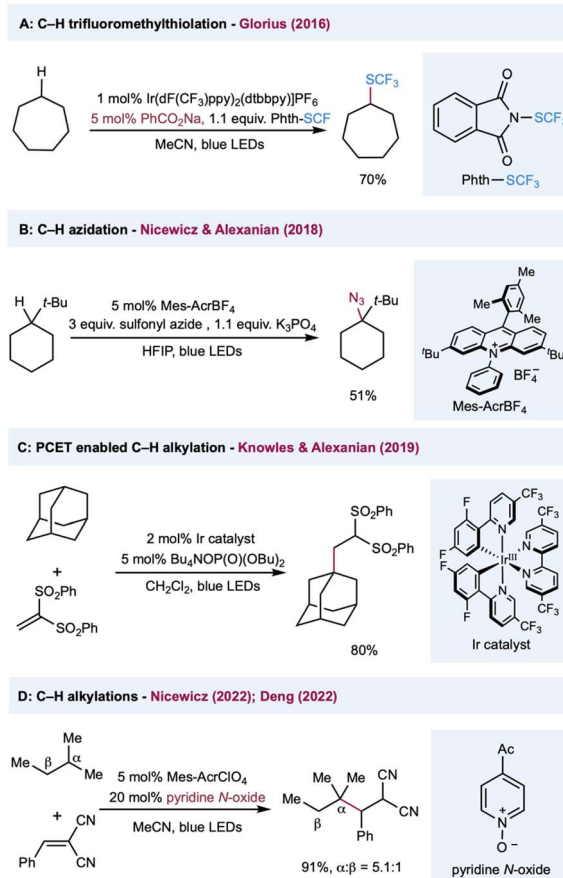 A: C–H trifluoromethylthiolation - Glorius (2016)
H
1 mol% Ir(dF(CF3)ppy)2(dtbbpy)]PF6
5 mol% PhCO2Na, 1.1 equiv. Phth-SCF
MeCN, blue LEDs
SCF3
70%
O
N
SCF3
O
Phth—SCF3
B: C–H azidation - Nicewicz & Alexanian (2018)
H
t-Bu
5 mol% Mes-AcrBF4
3 equiv. sulfonyl azide , 1.1 equiv. K3PO4
HFIP, blue LEDs
N3
t-Bu
51%
Me
Me
Me
tBu
N+
tBu
BF4−
Mes-AcrBF4
C: PCET enabled C–H alkylation - Knowles & Alexanian (2019)
+
SO2Ph
SO2Ph
2 mol% Ir catalyst
5 mol% Bu4NOP(O)(OBu)2
CH2Cl2, blue LEDs
SO2Ph
SO2Ph
80%
CF3
F
CF3
N
N
F
IrIII
F
N
N
CF3
F
CF3
Ir catalyst
D: C–H alkylations - Nicewicz (2022); Deng (2022)
Me
Me
β
α
Me
+
CN
Ph
CN
5 mol% Mes-AcrClO4
20 mol% pyridine N-oxide
MeCN, blue LEDs
Me
Me
CN
Me
α
CN
β
Ph
91%, α:β = 5.1:1
Ac
N+
O−
pyridine N-oxide